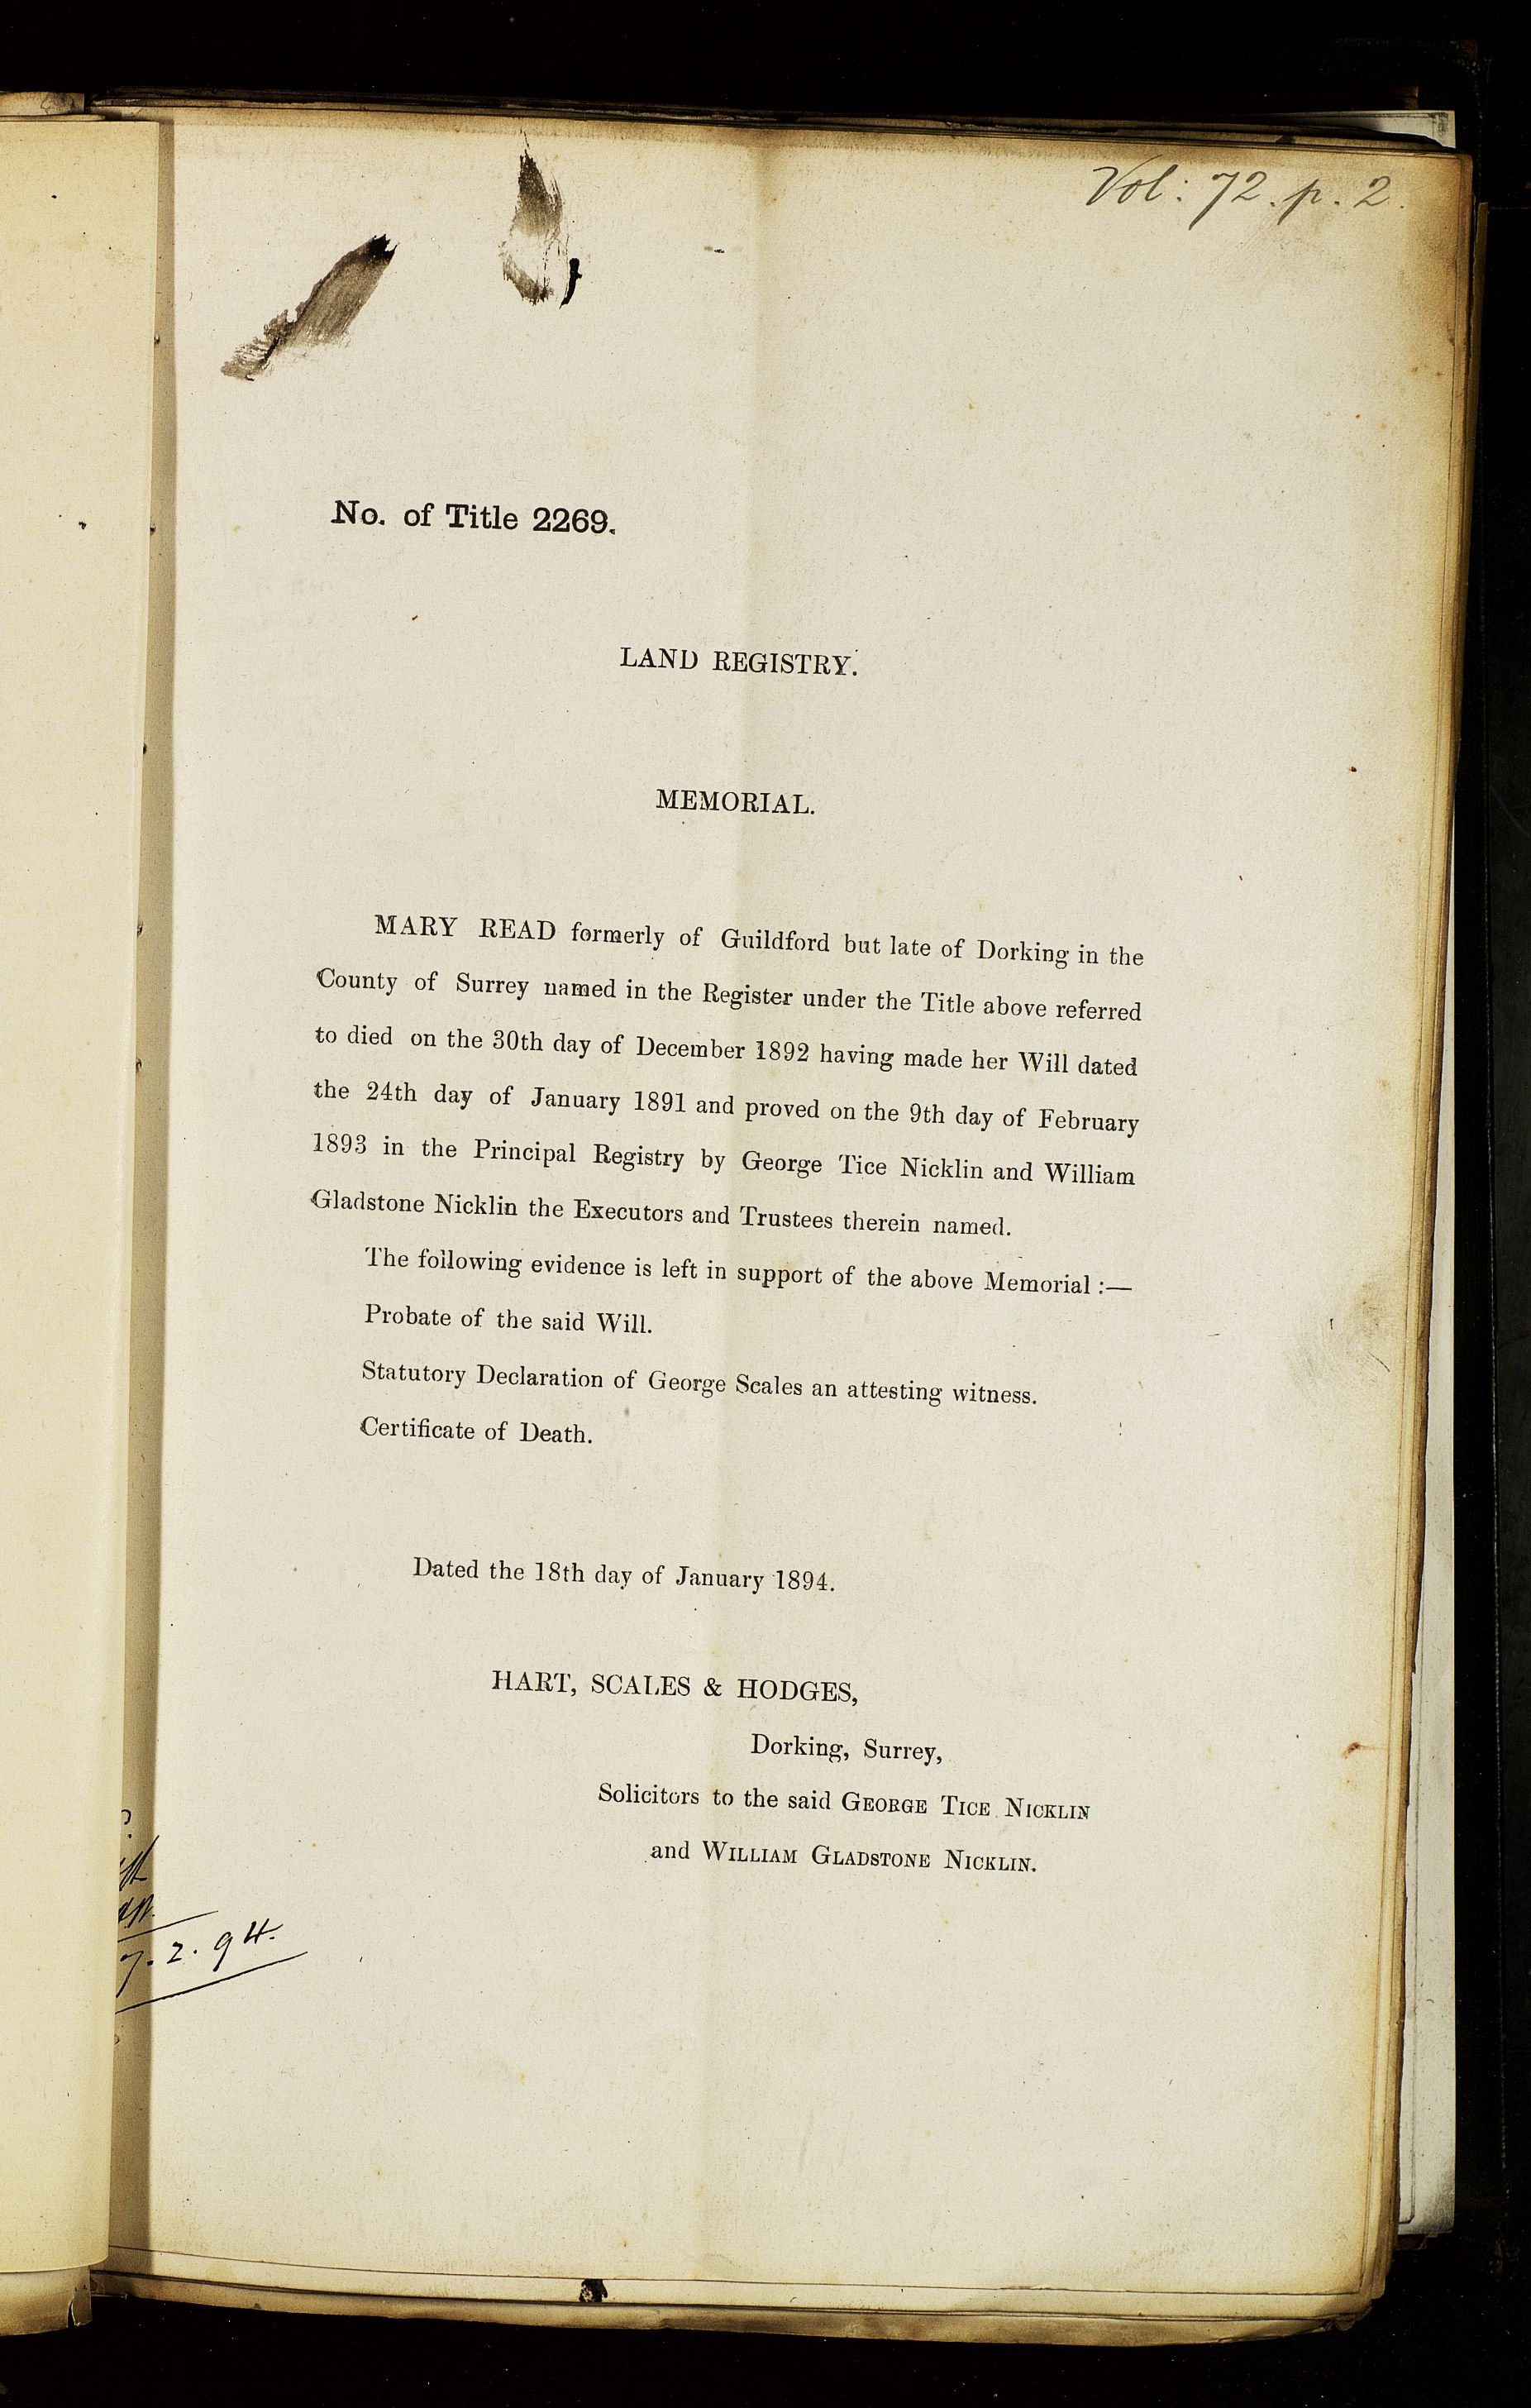 Vol: 72. p. 2.
No. of Title 2269.
LAND REGISTRY.
MEMORIAL.
MARY READ formerly of Guildford but late of Dorking in the
County of Surrey named in the Register under the Title above referred
to died on the 30th day of December 1892 having made her Will dated
the 24th day of January 1891 and proved on the 9th day of February
1893 in the Principal Registry by George Tice Nicklin and William
Gladstone Nicklin the Executors and Trustees therein named.
The following evidence is left in support of the above Memorial :—
Probate of the said Will.
Statutory Declaration of George Scales an attesting witness.
Certificate of Death.
Dated the 18th day of January 1894.
HART, SCALES & HODGES,
Dorking, Surrey,
Solicitors to the said GEORGE TICE NICKLIN
and WILLIAM GLADSTONE NICKLIN.
7. 2. 94.